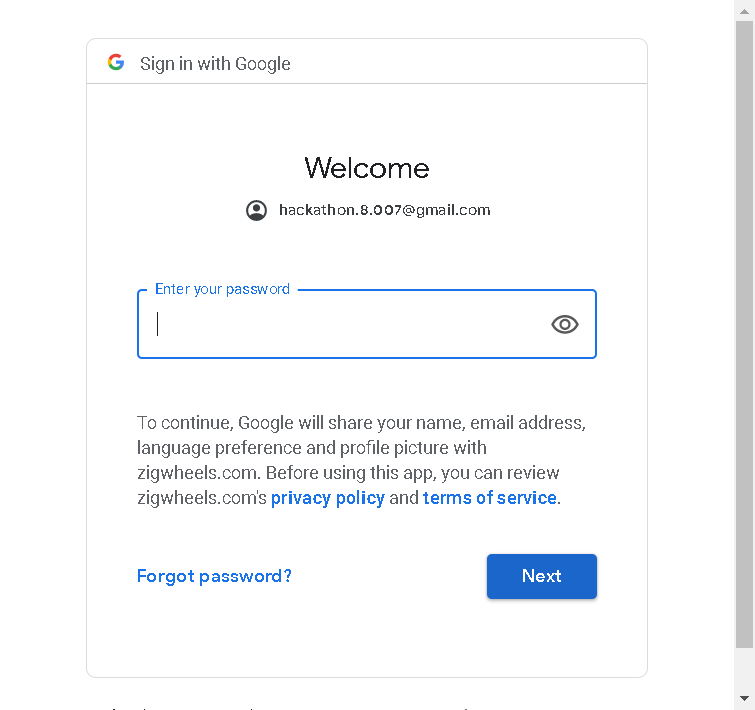 Sign in with Google
Welcome
hackathon.8.007@gmail.com
Enter your password
To continue, Google will share your name, email address,
language preference and profile picture with
zigwheels.com. Before using this app, you can review
zigwheels.com's privacy policy and terms of service.
Forgot password?
Next